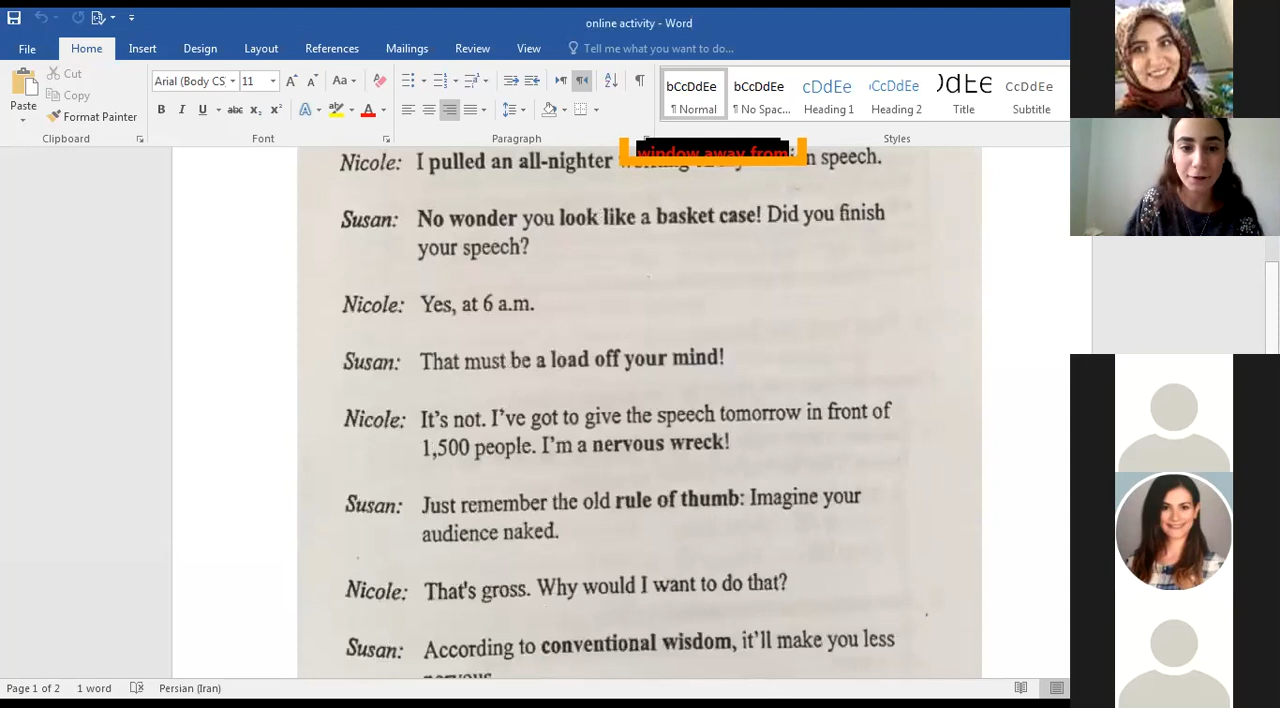 online activity - Word
File Home Insert Design Layout References Mailings Review View Tell me what you want to do...
Cut
Copy
Paste
Format Painter
Arial (Body CS 11
Aa
B I U abc x₂ x²
bCcDdEe bCcDdEe cDdEe cCcDdEe DdEe CcDdEe
¶ Normal ¶ No Spac... Heading 1 Heading 2 Title Subtitle
Clipboard Font Paragraph Styles
window away from
Nicole: I pulled an all-nighter n speech.
Susan: No wonder you look like a basket case! Did you finish
your speech?
Nicole: Yes, at 6 a.m.
Susan: That must be a load off your mind!
Nicole: It's not. I've got to give the speech tomorrow in front of
1,500 people. I'm a nervous wreck!
Susan: Just remember the old rule of thumb: Imagine your
audience naked.
Nicole: That's gross. Why would I want to do that?
Susan: According to conventional wisdom, it'll make you less
Page 1 of 2 1 word Persian (Iran)